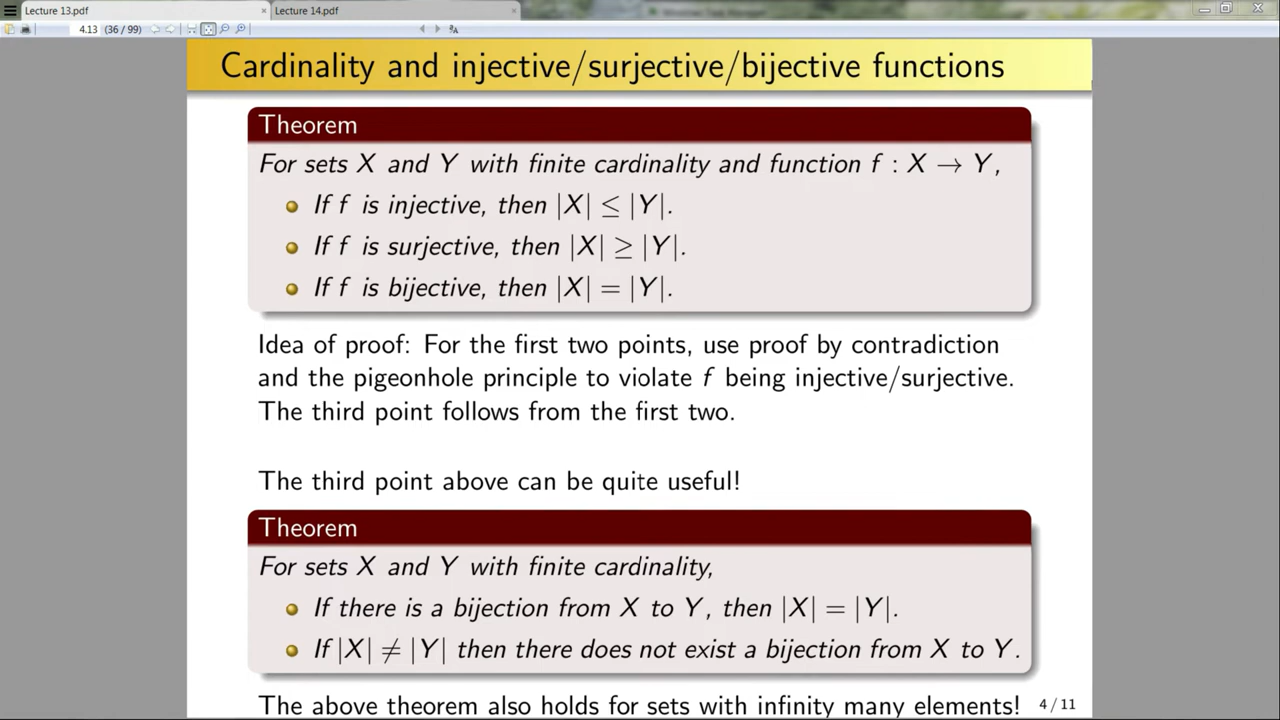 Lecture 13.pdf
Lecture 14.pdf
4.13 (36 / 99)
Cardinality and injective/surjective/bijective functions
Theorem
For sets X and Y with finite cardinality and function f : X → Y,
If f is injective, then |X| ≤ |Y|.
If f is surjective, then |X| ≥ |Y|.
If f is bijective, then |X| = |Y|.
Idea of proof: For the first two points, use proof by contradiction
and the pigeonhole principle to violate f being injective/surjective.
The third point follows from the first two.
The third point above can be quite useful!
Theorem
For sets X and Y with finite cardinality,
If there is a bijection from X to Y, then |X| = |Y|.
If |X| ≠ |Y| then there does not exist a bijection from X to Y.
The above theorem also holds for sets with infinity many elements!
4 / 11